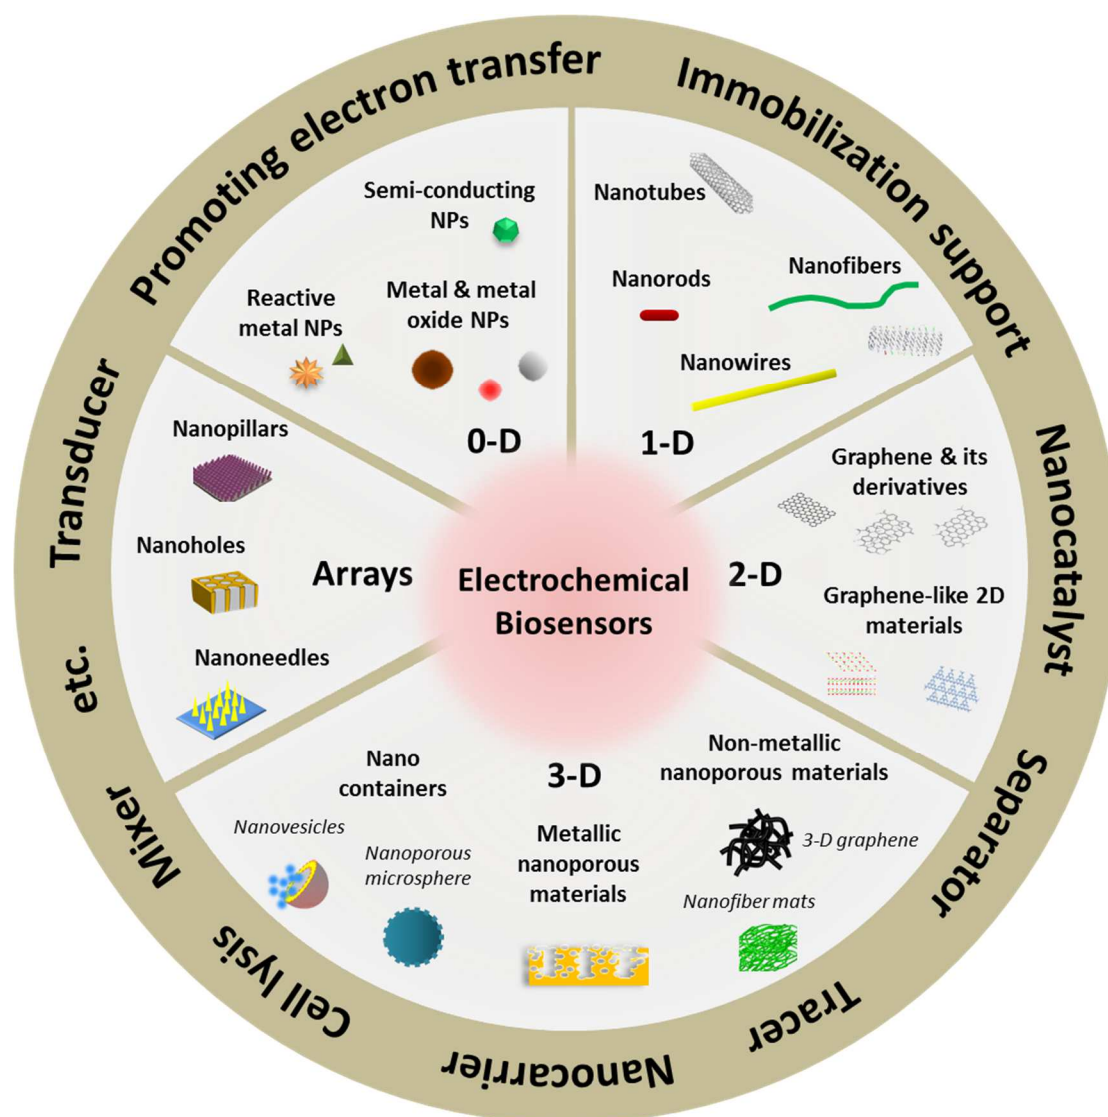 Promoting electron transfer
Immobilization support
Nanocatalyst
Separator
Tracer
Nanocarrier
Cell lysis
Mixer
etc.
Transducer
Semi-conducting
NPs
Reactive
metal NPs
Metal & metal
oxide NPs
0-D
Nanotubes
Nanorods
Nanofibers
Nanowires
1-D
Graphene & its
derivatives
2-D
Graphene-like 2D
materials
Non-metallic
nanoporous materials
3-D graphene
Nanofiber mats
3-D
Metallic
nanoporous
materials
Nano
containers
Nanovesicles
Nanoporous
microsphere
Nanopillars
Nanoholes
Arrays
Nanoneedles
Electrochemical
Biosensors